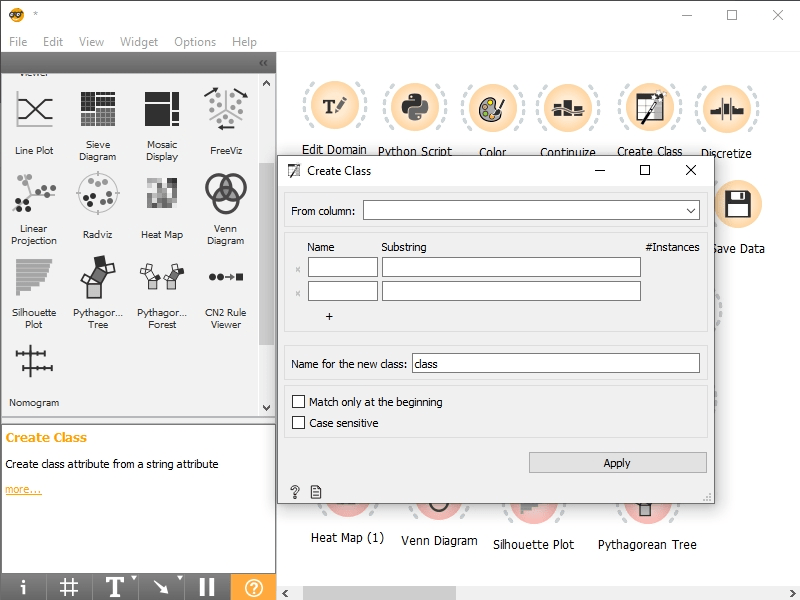 *
File Edit View Widget Options Help
Viewer
Line Plot
Sieve Diagram
Mosaic Display
FreeViz
Linear Projection
Radviz
Heat Map
Venn Diagram
Silhouette Plot
Pythagor... Tree
Pythagor... Forest
CN2 Rule Viewer
Nomogram
Create Class
Create class attribute from a string attribute
more...
Edit Domain
Python Script
Color
Continuize
Create Class
Discretize
Save Data
Create Class
From column:
Name Substring #Instances
+
Name for the new class: class
Match only at the beginning
Case sensitive
Apply
?
Heat Map (1)
Venn Diagram
Silhouette Plot
Pythagorean Tree